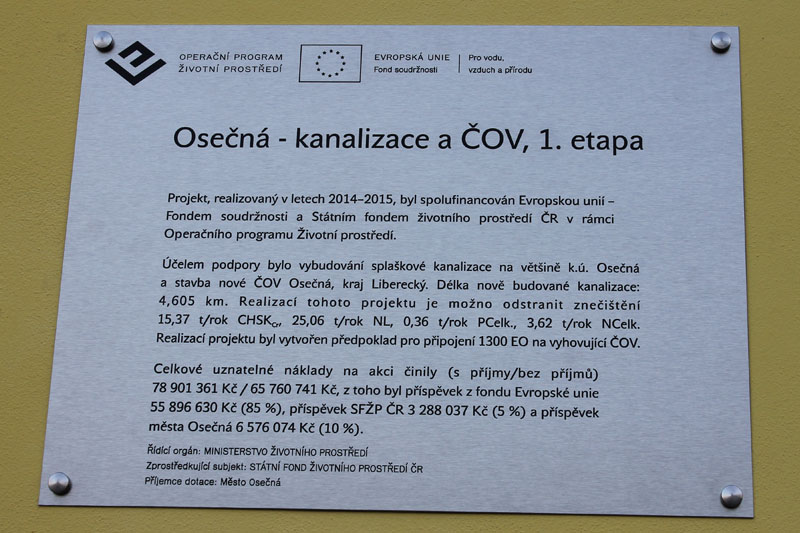 OPERAČNÍ PROGRAM
ŽIVOTNÍ PROSTŘEDÍ
EVROPSKÁ UNIE
Fond soudržnosti
Pro vodu,
vzduch a přírodu
Osečná - kanalizace a ČOV, 1. etapa
Projekt, realizovaný v letech 2014–2015, byl spolufinancován Evropskou unií –
Fondem soudržnosti a Státním fondem životního prostředí ČR v rámci
Operačního programu Životní prostředí.
Účelem podpory bylo vybudování splaškové kanalizace na většině k.ú. Osečná
a stavba nové ČOV Osečná, kraj Liberecký. Délka nově budované kanalizace:
4,605 km. Realizací tohoto projektu je možno odstranit znečištění
15,37 t/rok CHSKCr, 25,06 t/rok NL, 0,36 t/rok PCelk., 3,62 t/rok NCelk.
Realizací projektu byl vytvořen předpoklad pro připojení 1300 EO na vyhovující ČOV.
Celkové uznatelné náklady na akci činily (s příjmy/bez příjmů)
78 901 361 Kč / 65 760 741 Kč, z toho byl příspěvek z fondu Evropské unie
55 896 630 Kč (85 %), příspěvek SFŽP ČR 3 288 037 Kč (5 %) a příspěvek
města Osečná 6 576 074 Kč (10 %).
Řídící orgán: MINISTERSTVO ŽIVOTNÍHO PROSTŘEDÍ
Zprostředkující subjekt: STÁTNÍ FOND ŽIVOTNÍHO PROSTŘEDÍ ČR
Příjemce dotace: Město Osečná